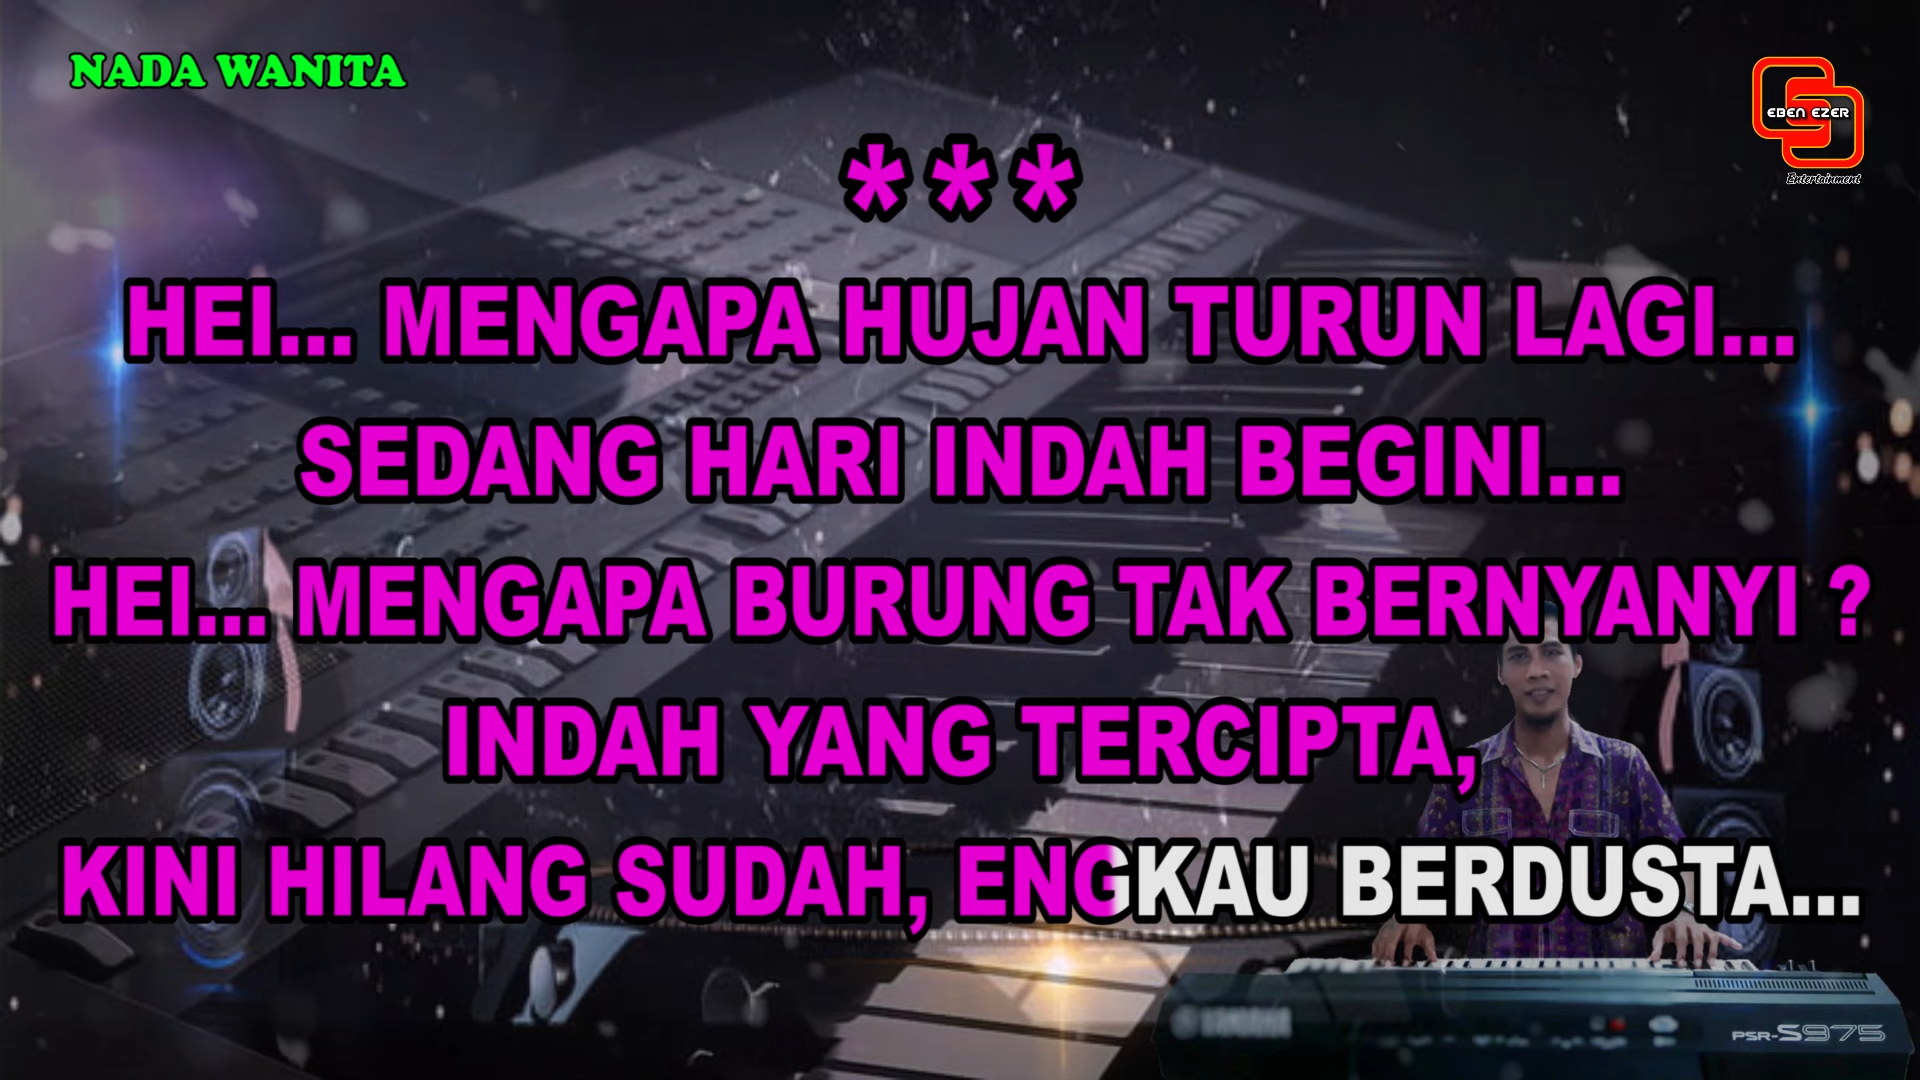 NADA WANITA
EBEN EZER
Entertainment
***
HEI... MENGAPA HUJAN TURUN LAGI...
SEDANG HARI INDAH BEGINI...
HEI... MENGAPA BURUNG TAK BERNYANYI ?
INDAH YANG TERCIPTA,
KINI HILANG SUDAH, ENGKAU BERDUSTA...
YAMAHA
PSR-S975